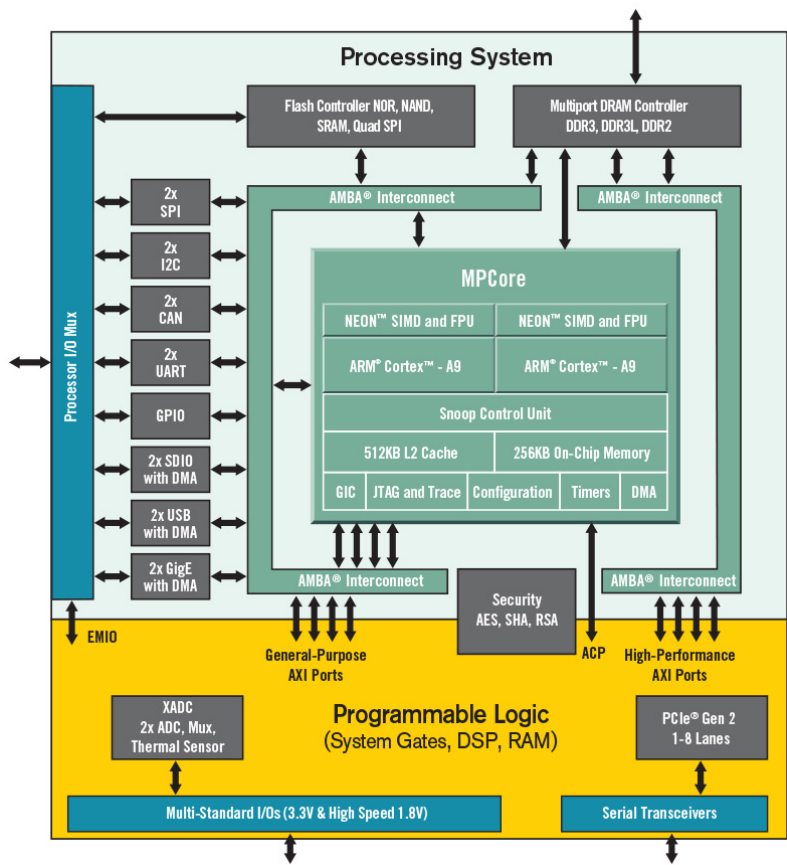 Processing System
Flash Controller NOR, NAND,
SRAM, Quad SPI
Multiport DRAM Controller
DDR3, DDR3L, DDR2
Processor I/O Mux
2x
SPI
2x
I2C
2x
CAN
2x
UART
GPIO
2x SDIO
with DMA
2x USB
with DMA
2x GigE
with DMA
AMBA® Interconnect
AMBA® Interconnect
MPCore
NEON™ SIMD and FPU
NEON™ SIMD and FPU
ARM® Cortex™ - A9
ARM® Cortex™ - A9
Snoop Control Unit
512KB L2 Cache
256KB On-Chip Memory
GIC
JTAG and Trace
Configuration
Timers
DMA
AMBA® Interconnect
AMBA® Interconnect
Security
AES, SHA, RSA
EMIO
General-Purpose
AXI Ports
ACP
High-Performance
AXI Ports
XADC
2x ADC, Mux,
Thermal Sensor
Programmable Logic
(System Gates, DSP, RAM)
PCIe® Gen 2
1-8 Lanes
Multi-Standard I/Os (3.3V & High Speed 1.8V)
Serial Transceivers